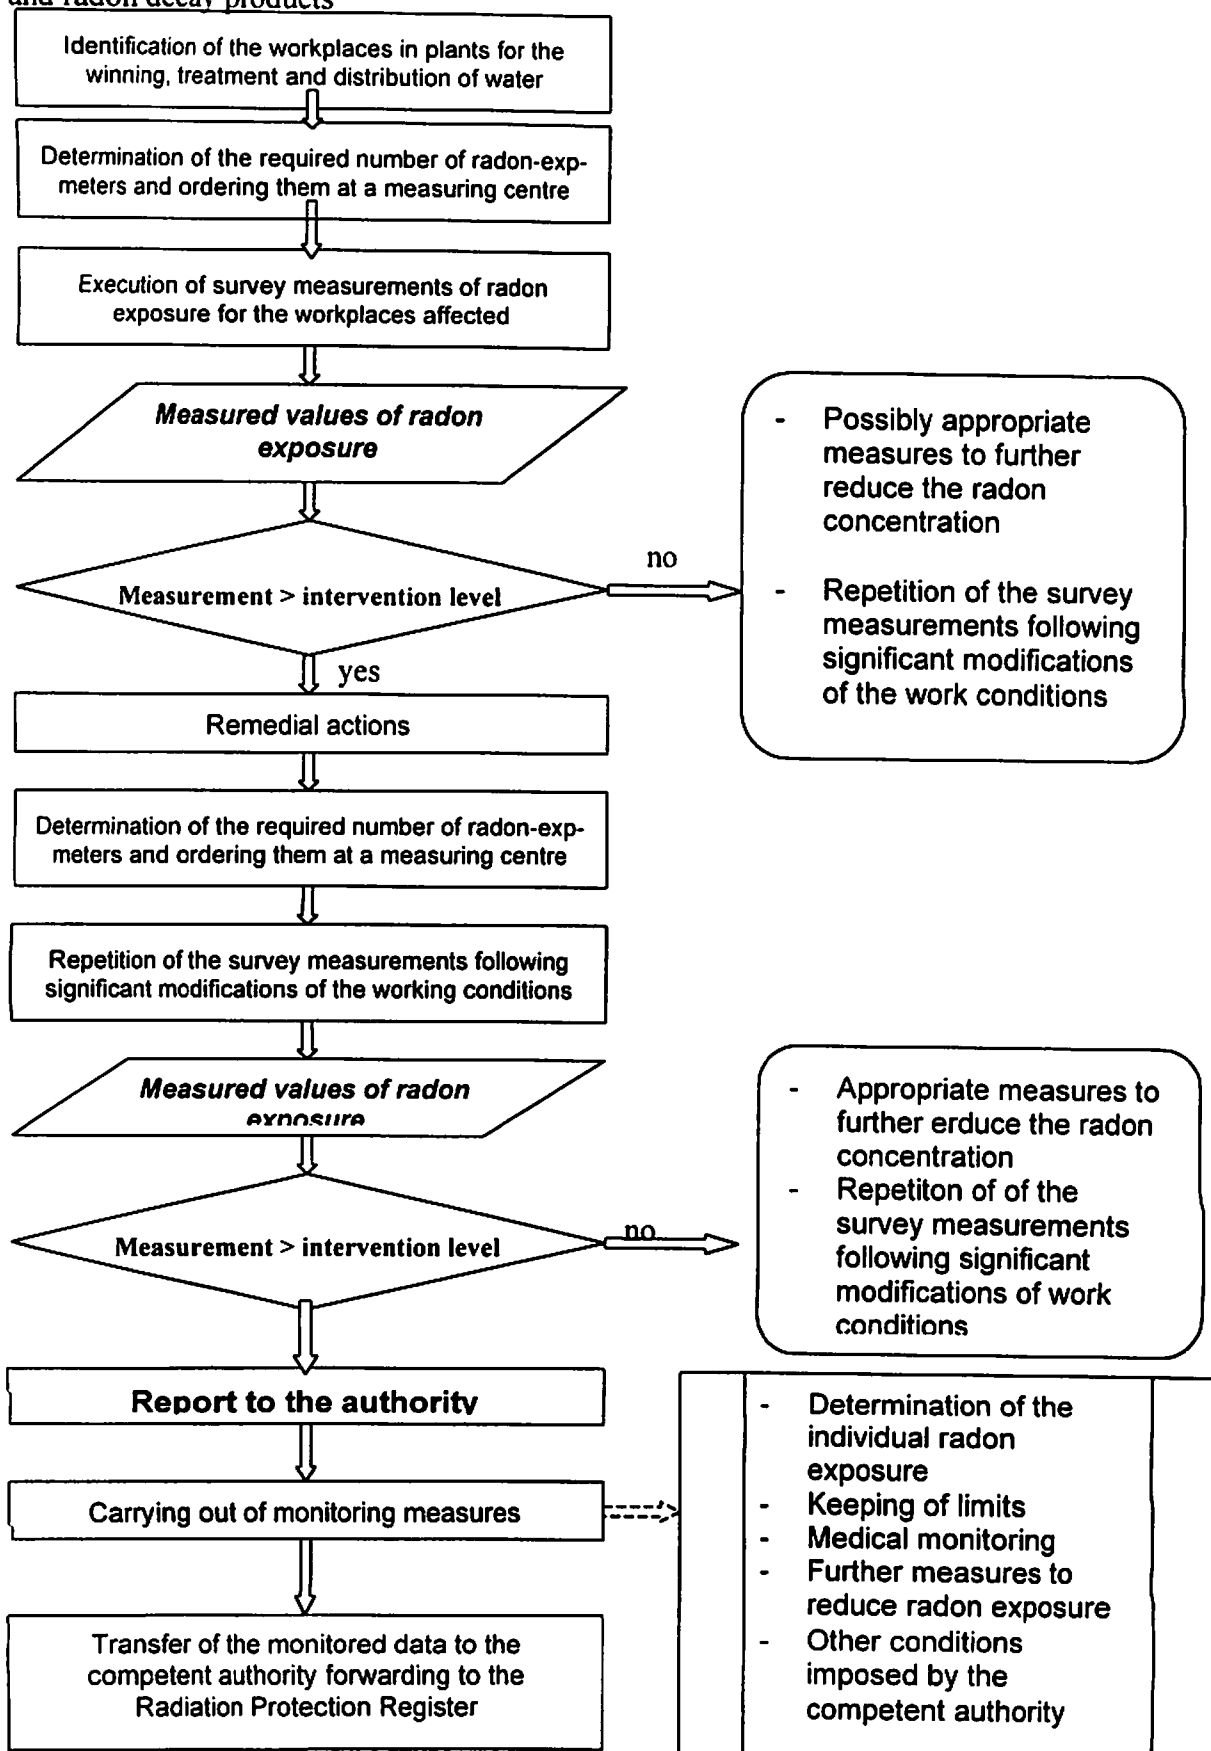 and radon decay products
Identification of the workplaces in plants for the
winning, treatment and distribution of water
Determination of the required number of radon-exp-
meters and ordering them at a measuring centre
Execution of survey measurements of radon
exposure for the workplaces affected
Measured values of radon
exposure
Measurement > intervention level
no
- Possibly appropriate
measures to further
reduce the radon
concentration
- Repetition of the survey
measurements following
significant modifications
of the work conditions
yes
Remedial actions
Determination of the required number of radon-exp-
meters and ordering them at a measuring centre
Repetition of the survey measurements following
significant modifications of the working conditions
Measured values of radon
exposure
Measurement > intervention level
no
- Appropriate measures to
further erduce the radon
concentration
- Repetiton of of the
survey measurements
following significant
modifications of work
conditions
Report to the authority
Carrying out of monitoring measures
- Determination of the
individual radon
exposure
- Keeping of limits
- Medical monitoring
- Further measures to
reduce radon exposure
- Other conditions
imposed by the
competent authority
Transfer of the monitored data to the
competent authority forwarding to the
Radiation Protection Register